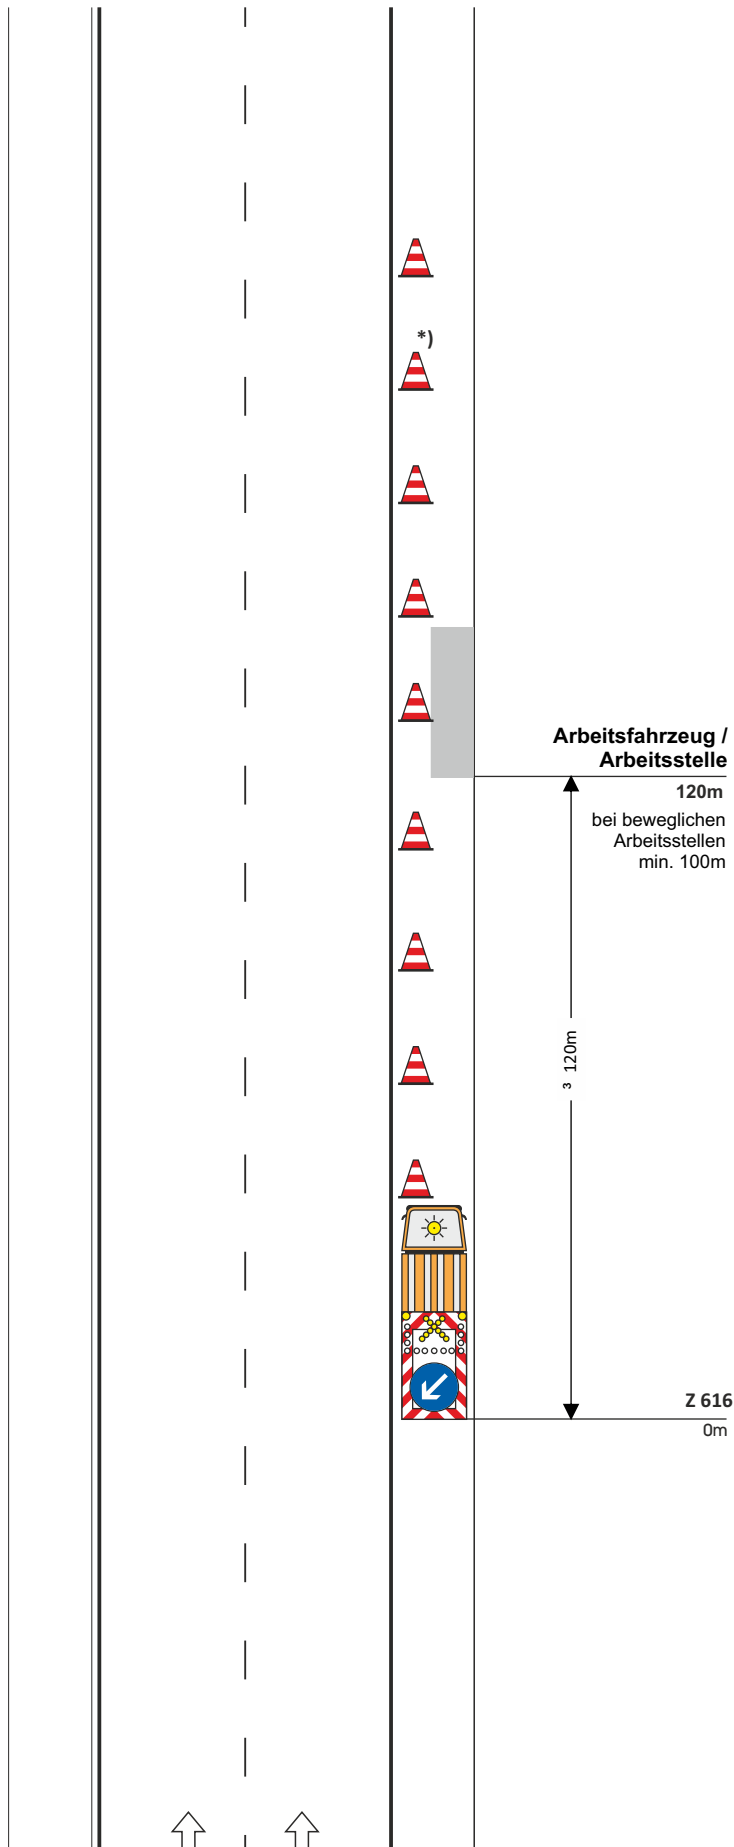 *)
Arbeitsfahrzeug /
Arbeitsstelle
120m
bei beweglichen
Arbeitsstellen
min. 100m
³ 120m
Z 616
0m